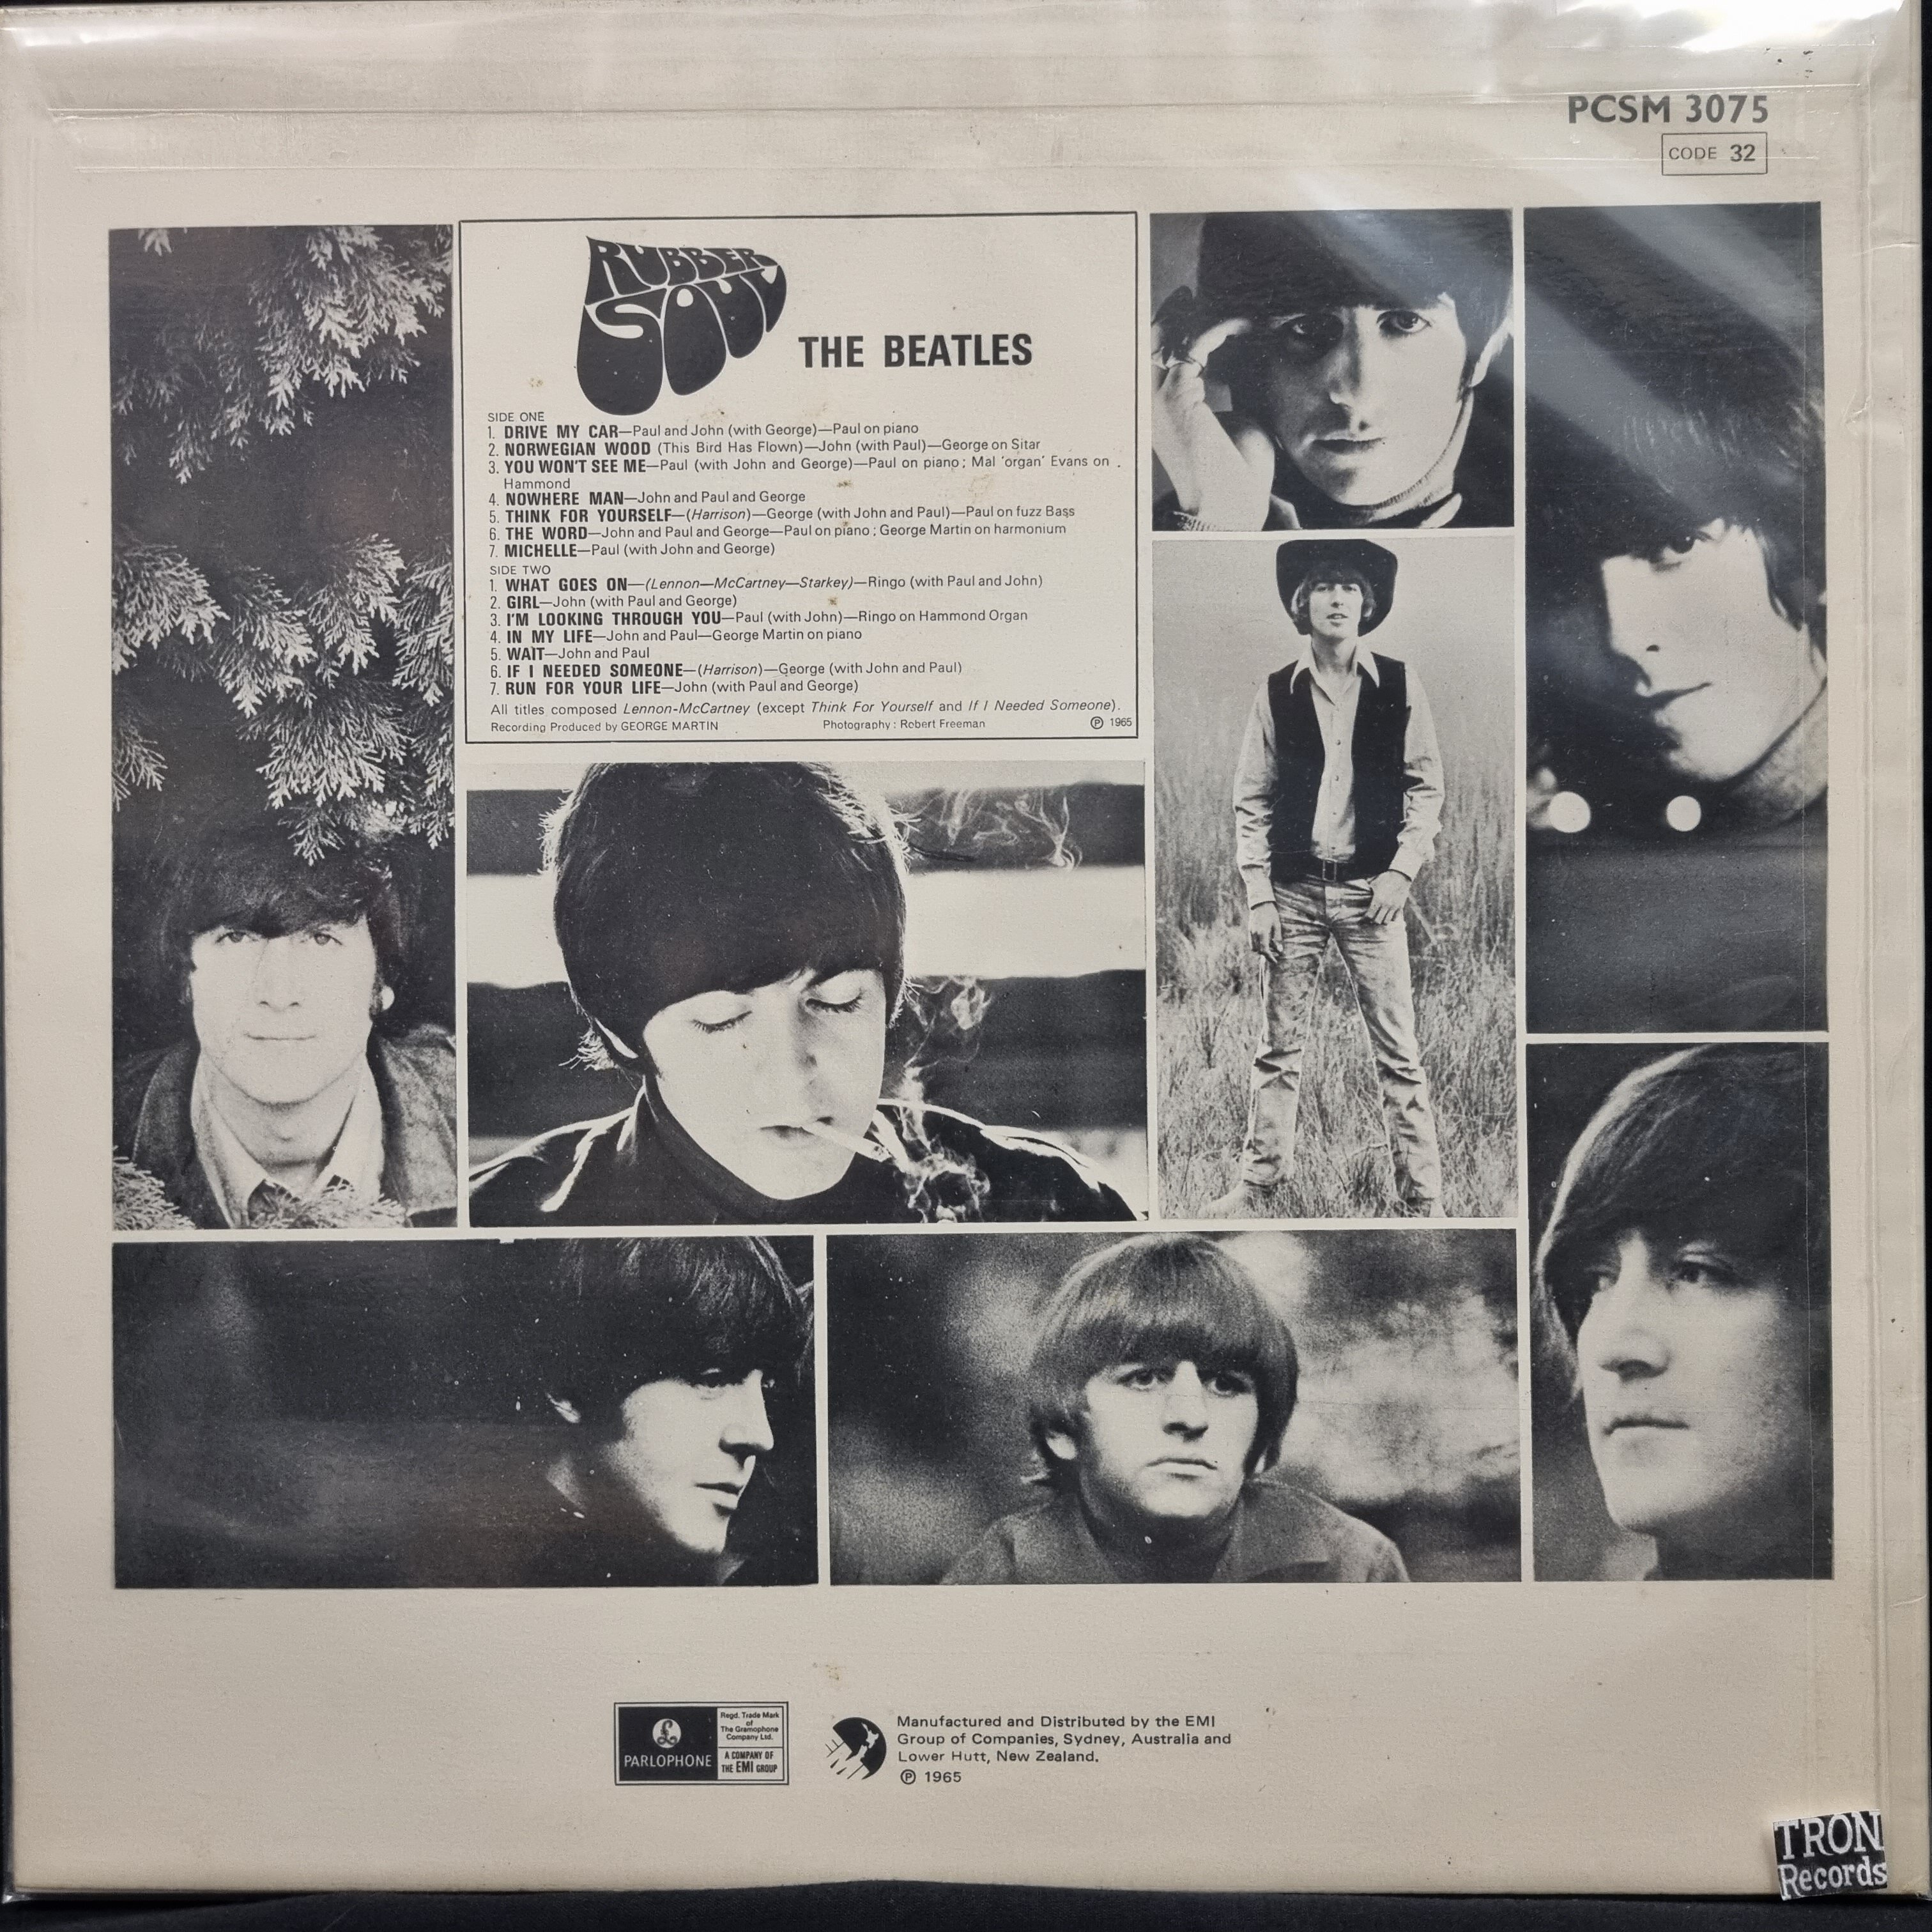 PCSM 3075
CODE 32
RUBBER
SOUL
THE BEATLES
SIDE ONE
1. DRIVE MY CAR—Paul and John (with George)—Paul on piano
2. NORWEGIAN WOOD (This Bird Has Flown)—John (with Paul)—George on Sitar
3. YOU WON'T SEE ME—Paul (with John and George)—Paul on piano; Mal 'organ' Evans on
Hammond
4. NOWHERE MAN—John and Paul and George
5. THINK FOR YOURSELF—(Harrison)—George (with John and Paul)—Paul on fuzz Bass
6. THE WORD—John and Paul and George—Paul on piano; George Martin on harmonium
7. MICHELLE—Paul (with John and George)
SIDE TWO
1. WHAT GOES ON—(Lennon—McCartney—Starkey)—Ringo (with Paul and John)
2. GIRL—John (with Paul and George)
3. I'M LOOKING THROUGH YOU—Paul (with John)—Ringo on Hammond Organ
4. IN MY LIFE—John and Paul—George Martin on piano
5. WAIT—John and Paul
6. IF I NEEDED SOMEONE—(Harrison)—George (with John and Paul)
7. RUN FOR YOUR LIFE—John (with Paul and George)
All titles composed Lennon-McCartney (except Think For Yourself and If I Needed Someone).
Recording Produced by GEORGE MARTIN Photography: Robert Freeman ℗ 1965
PARLOPHONE
Regd. Trade Mark
of
The Gramophone
Company Ltd.
A COMPANY OF
THE EMI GROUP
Manufactured and Distributed by the EMI
Group of Companies, Sydney, Australia and
Lower Hutt, New Zealand.
℗ 1965
TRON
Records